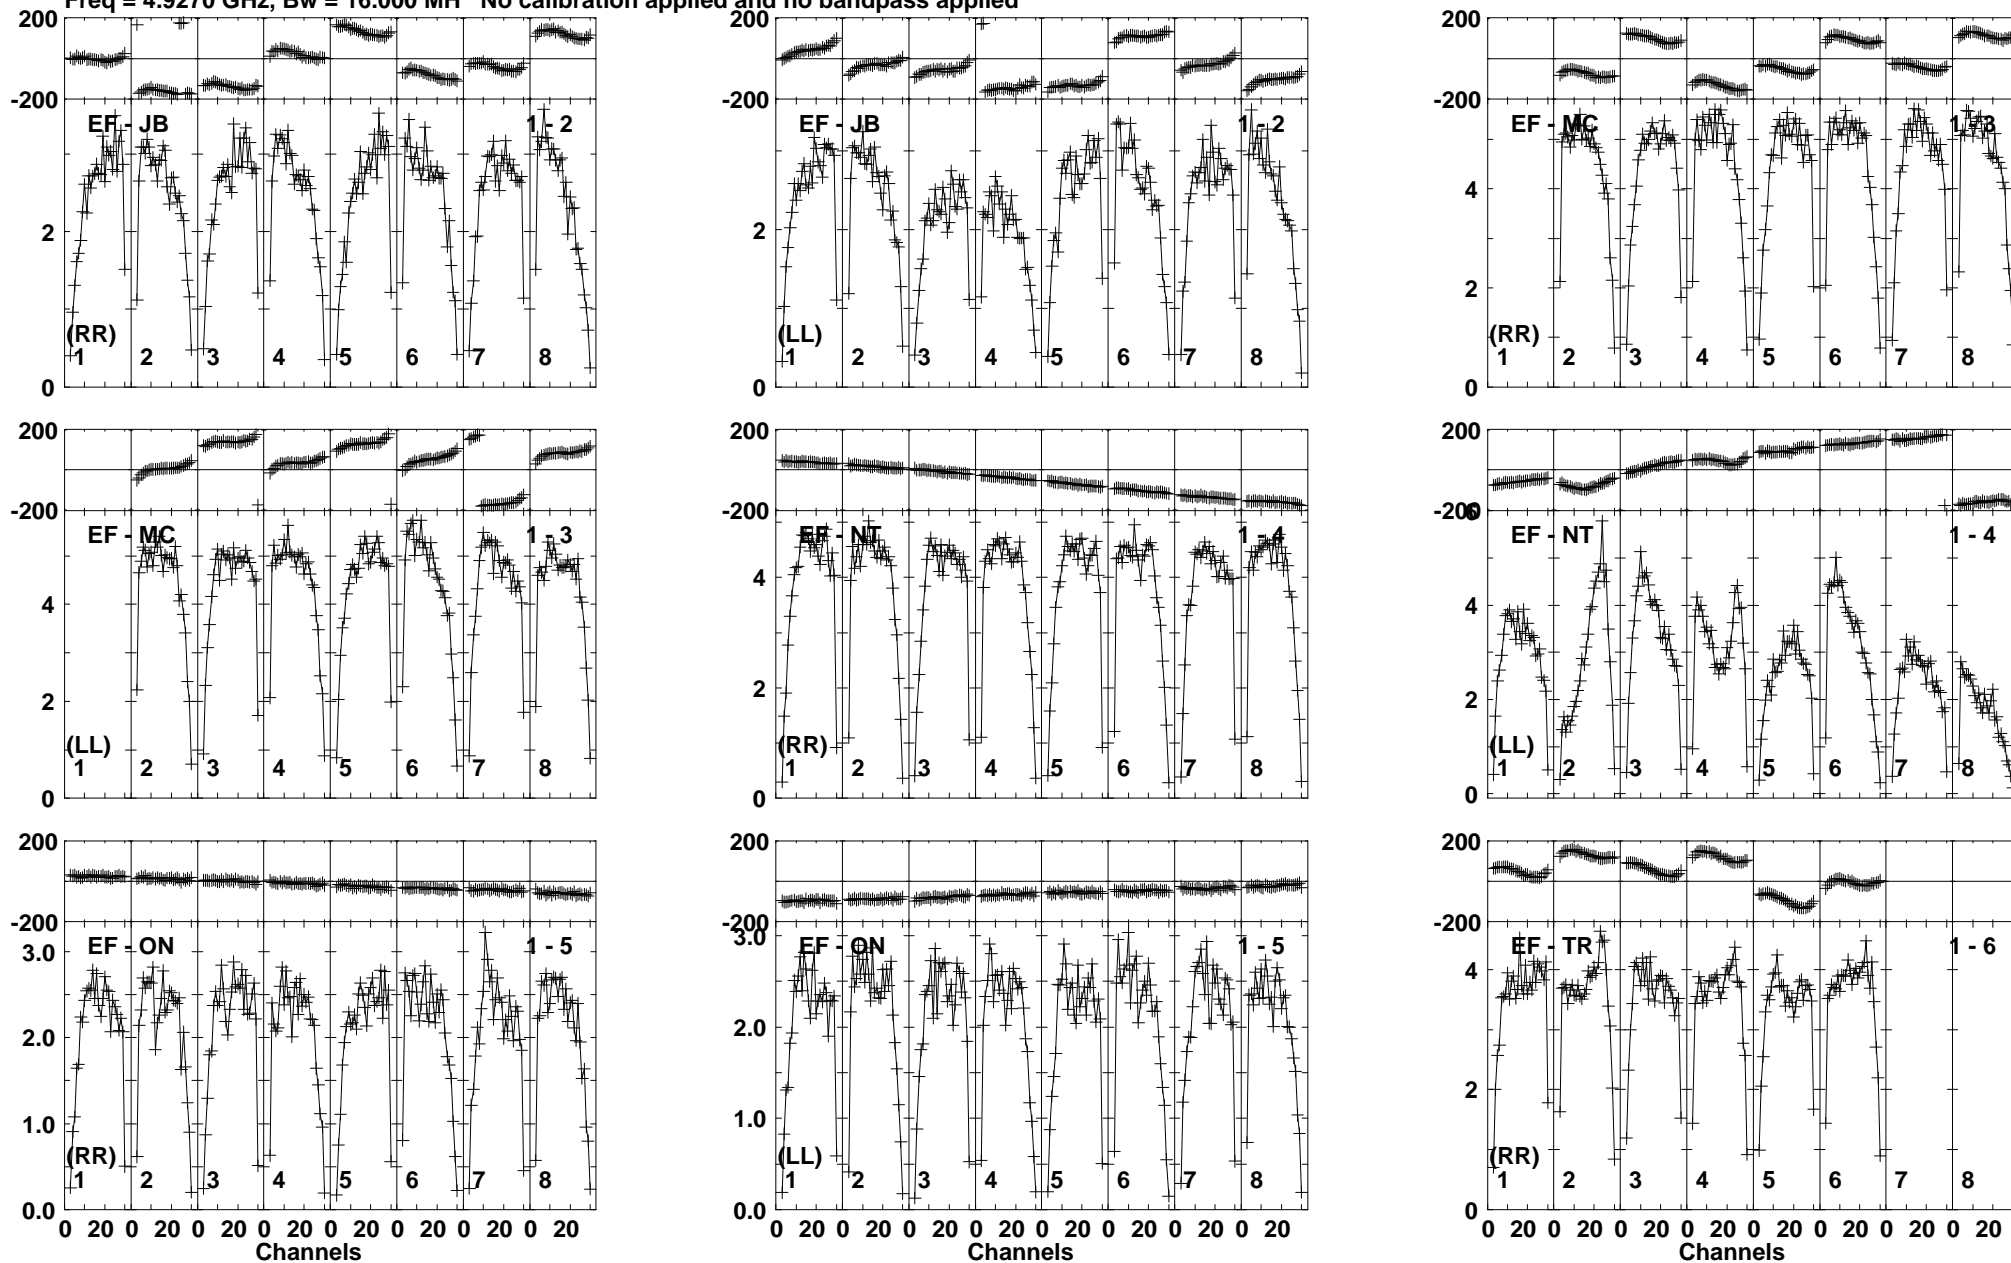 Freq = 4.9270 GHz, Bw = 16.000 MH No calibration applied and no bandpass applied
200 200 200
-200 -200 -200
EF - JB 1 - 2 EF - JB 1 - 2 EF - MC 1 - 3
4
2 2
2
(RR) (LL) (RR)
1 2 3 4 5 6 7 8 1 2 3 4 5 6 7 8 1 2 3 4 5 6 7 8
0 0 0
200 200 200
-200 -200 -200 6
EF - MC 1 - 3 EF - NT 1 - 4 EF - NT 1 - 4
4 4 4
2 2 2
(LL) (RR) (LL)
1 2 3 4 5 6 7 8 1 2 3 4 5 6 7 8 1 2 3 4 5 6 7 8
0 0 0
200 200 200
-200 -200 -200
3.0 EF - ON 1 - 5 3.0 EF - ON 1 - 5 EF - TR 1 - 6
4
2.0 2.0
2
1.0 1.0
(RR) (LL) (RR)
1 2 3 4 5 6 7 8 1 2 3 4 5 6 7 8 1 2 3 4 5 6 7 8
0.0 0.0 0
0 20 0 20 0 20 0 20 0 20 0 20 0 20 0 20 0 20 0 20 0 20 0 20 0 20 0 20 0 20 0 20 0 20 0 20 0 20 0 20 0 20 0 20 0 20 0 20
Channels Channels Channels